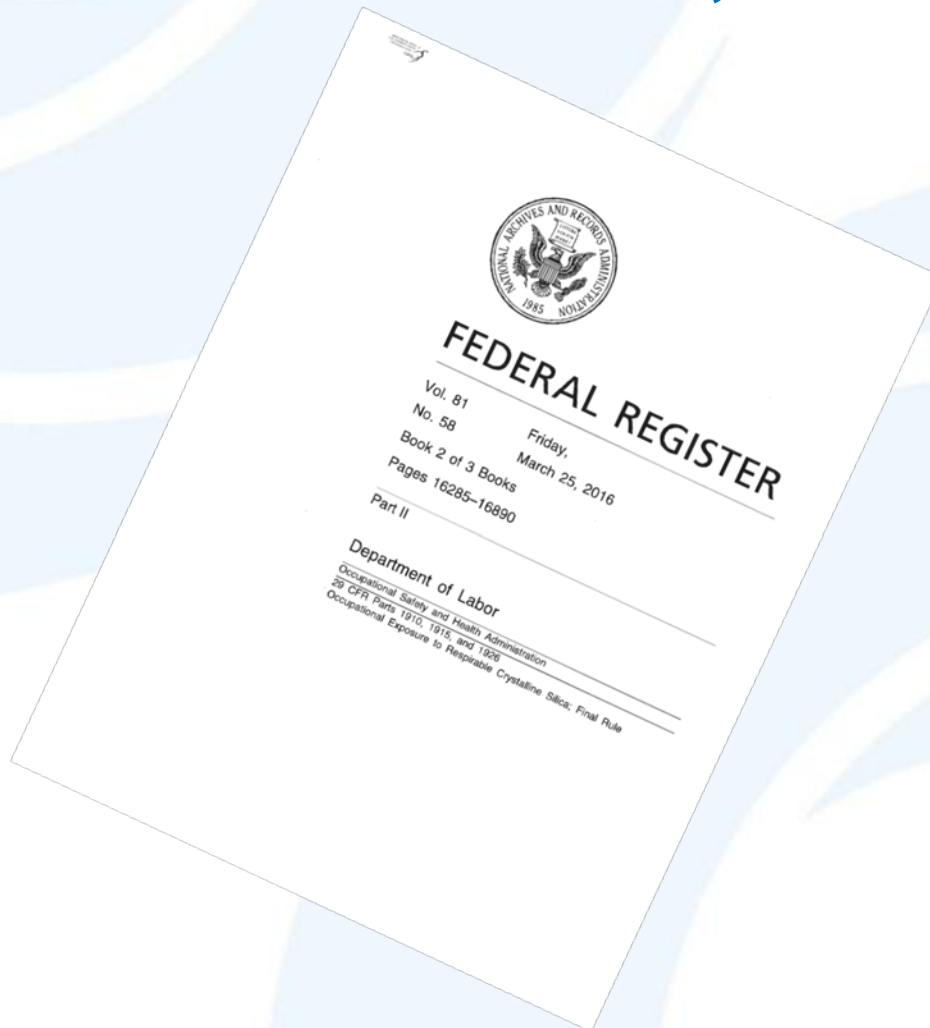 NATIONAL ARCHIVES AND RECORDS ADMINISTRATION
1985
FEDERAL REGISTER
Vol. 81
No. 58
Book 2 of 3 Books
Pages 16285–16890
Friday,
March 25, 2016
Part II
Department of Labor
Occupational Safety and Health Administration
29 CFR Parts 1910, 1915, and 1926
Occupational Exposure to Respirable Crystalline Silica; Final Rule